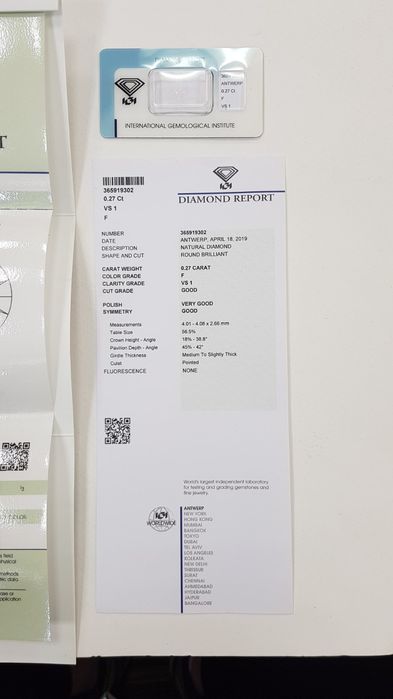 365
ANTWERP
0.27 Ct
F
VS 1
IGI
INTERNATIONAL GEMOLOGICAL INSTITUTE
365919302
0.27 Ct
VS 1
F
IGI
DIAMOND REPORT
NUMBER 365919302
DATE ANTWERP, APRIL 18, 2019
DESCRIPTION NATURAL DIAMOND
SHAPE AND CUT ROUND BRILLIANT
CARAT WEIGHT 0.27 CARAT
COLOR GRADE F
CLARITY GRADE VS 1
CUT GRADE GOOD
POLISH VERY GOOD
SYMMETRY GOOD
Measurements 4.01 - 4.08 x 2.66 mm
Table Size 56.5%
Crown Height - Angle 18% - 38.8°
Pavilion Depth - Angle 45% - 42°
Girdle Thickness Medium To Slightly Thick
Culet Pointed
FLUORESCENCE NONE
World's largest independent laboratory
for testing and grading gemstones and
fine jewelry.
IGI
WORLDWIDE
ANTWERP
NEW YORK
HONG KONG
MUMBAI
BANGKOK
TOKYO
DUBAI
TEL AVIV
LOS ANGELES
KOLKATA
NEW DELHI
THRISSUR
SURAT
CHENNAI
AHMEDABAD
HYDERABAD
JAIPUR
BANGALORE